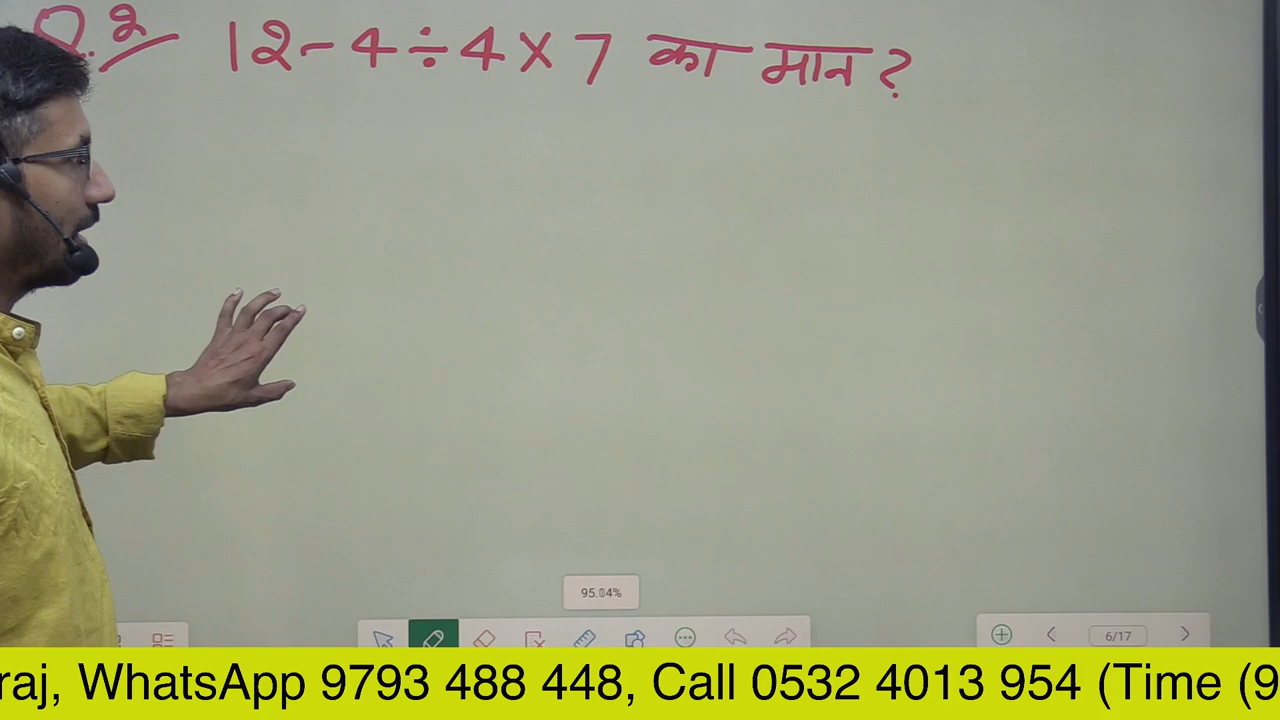 Q.2 12-4÷4×7 का मान?
95.04%
6/17
raj, WhatsApp 9793 488 448, Call 0532 4013 954 (Time (9